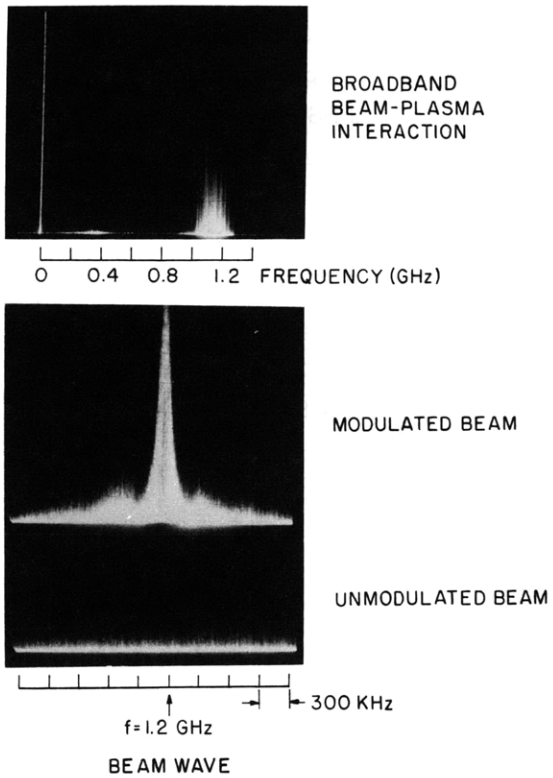 BROADBAND
BEAM-PLASMA
INTERACTION
0 0.4 0.8 1.2 FREQUENCY (GHz)
MODULATED BEAM
UNMODULATED BEAM
300 KHz
f=1.2 GHz
BEAM WAVE